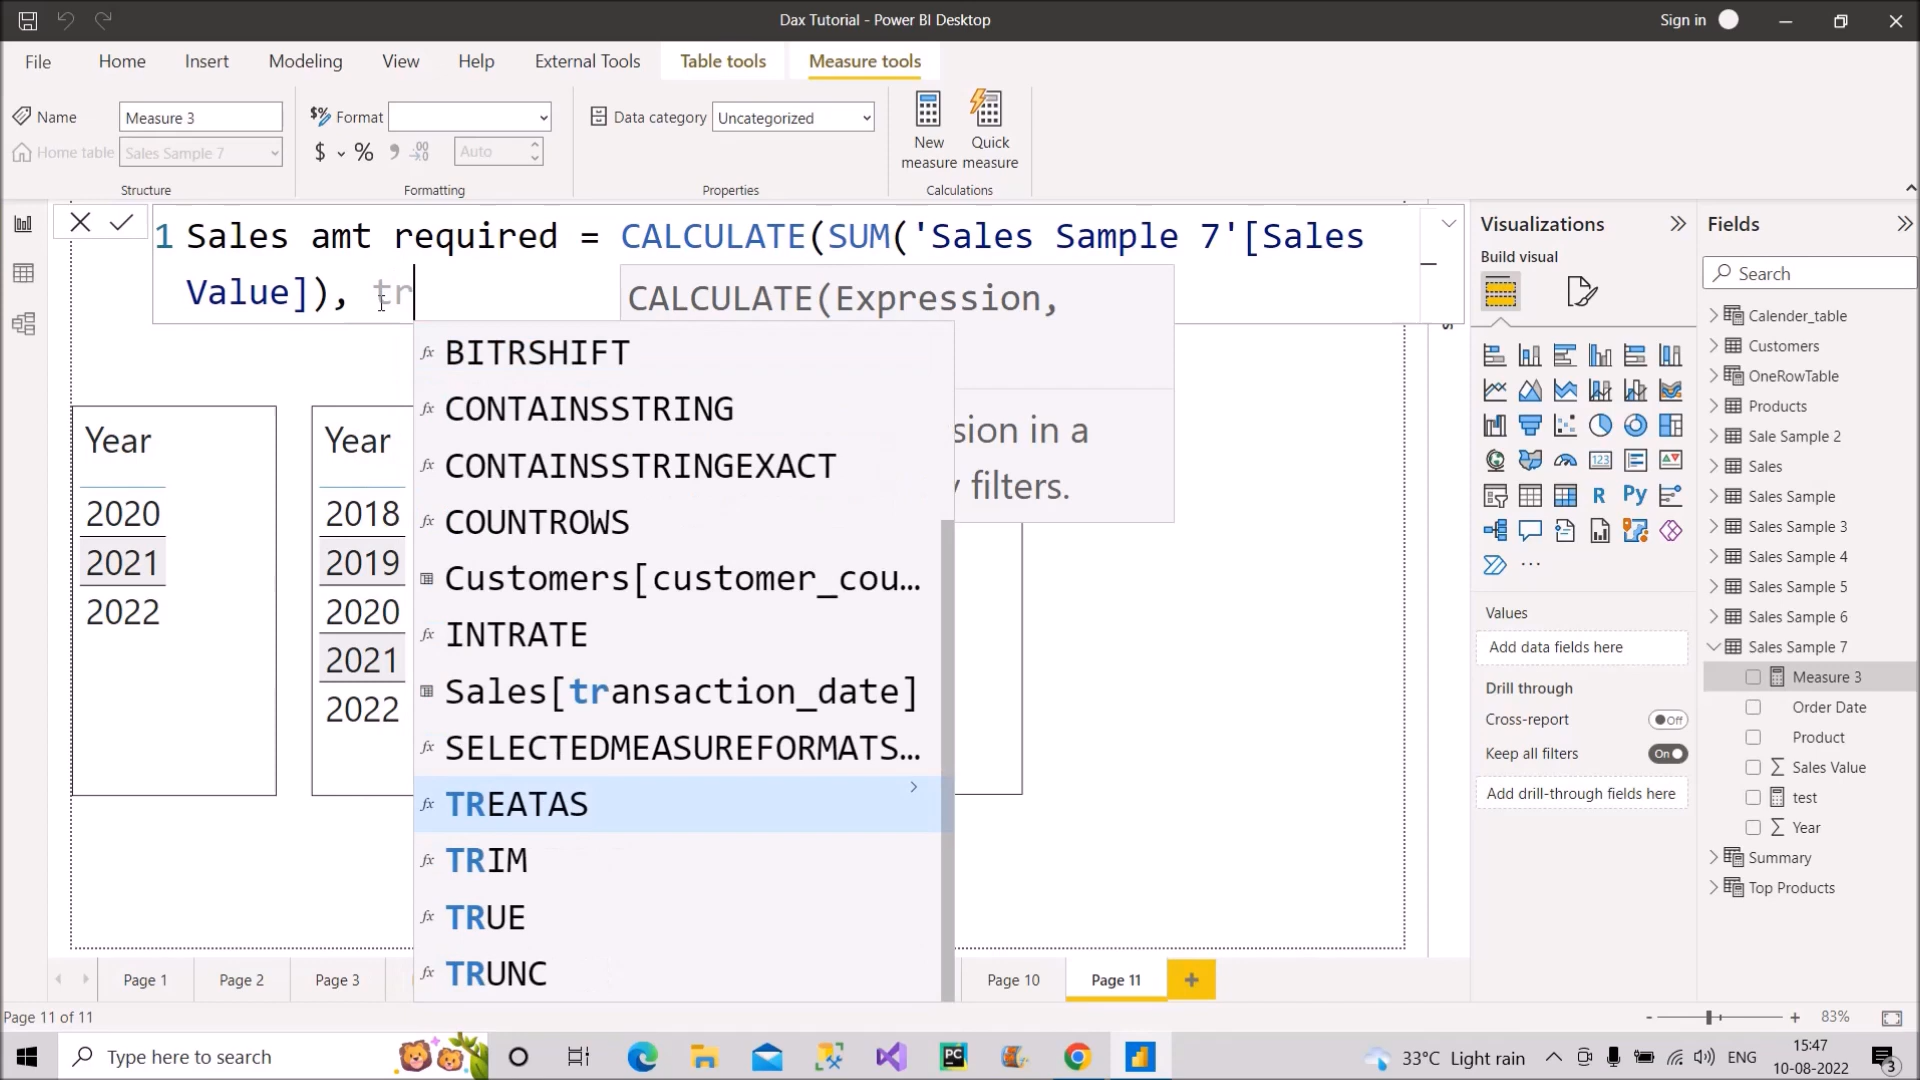 Dax Tutorial - Power BI Desktop
Sign in
File
Home
Insert
Modeling
View
Help
External Tools
Table tools
Measure tools
Name
Measure 3
Home table
Sales Sample 7
Structure
Format
$
%
Auto
Formatting
Data category
Uncategorized
Properties
New measure
Quick measure
Calculations
1 Sales amt required = CALCULATE(SUM('Sales Sample 7'[Sales
Value]), tr
CALCULATE(Expression,
sion in a
filters.
BITRSHIFT
CONTAINSSTRING
CONTAINSSTRINGEXACT
COUNTROWS
Customers[customer_cou...
INTRATE
Sales[transaction_date]
SELECTEDMEASUREFORMATS...
TREATAS
TRIM
TRUE
TRUNC
Year
2020
2021
2022
Year
2018
2019
2020
2021
2022
Visualizations
Build visual
123
R
Py
...
Values
Add data fields here
Drill through
Cross-report
Off
Keep all filters
On
Add drill-through fields here
Fields
Search
Calender_table
Customers
OneRowTable
Products
Sale Sample 2
Sales
Sales Sample
Sales Sample 3
Sales Sample 4
Sales Sample 5
Sales Sample 6
Sales Sample 7
Measure 3
Order Date
Product
Sales Value
test
Year
Summary
Top Products
Page 1
Page 2
Page 3
Page 10
Page 11
+
Page 11 of 11
- + 83%
Type here to search
PC
33°C Light rain
ENG
15:47
10-08-2022
3